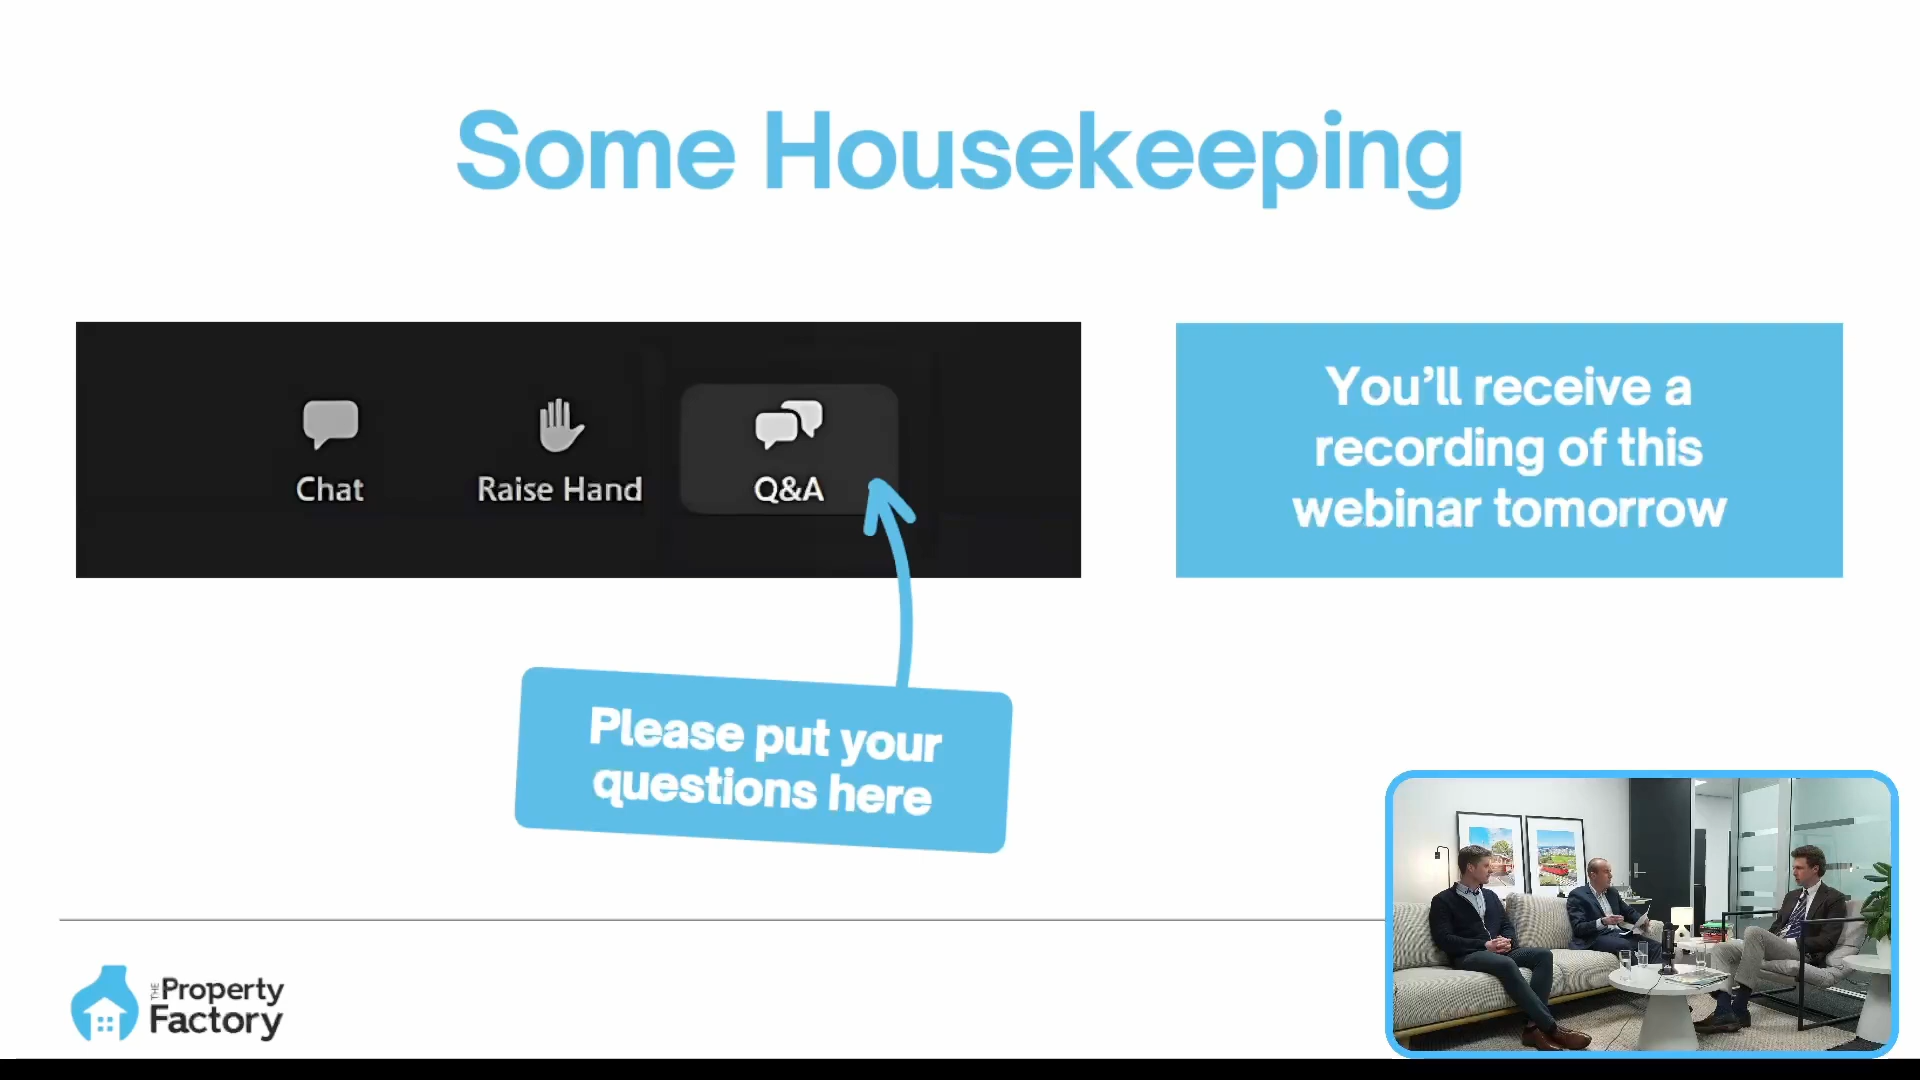 Some Housekeeping
Chat
Raise Hand
Q&A
You’ll receive a
recording of this
webinar tomorrow
Please put your
questions here
THE Property
Factory